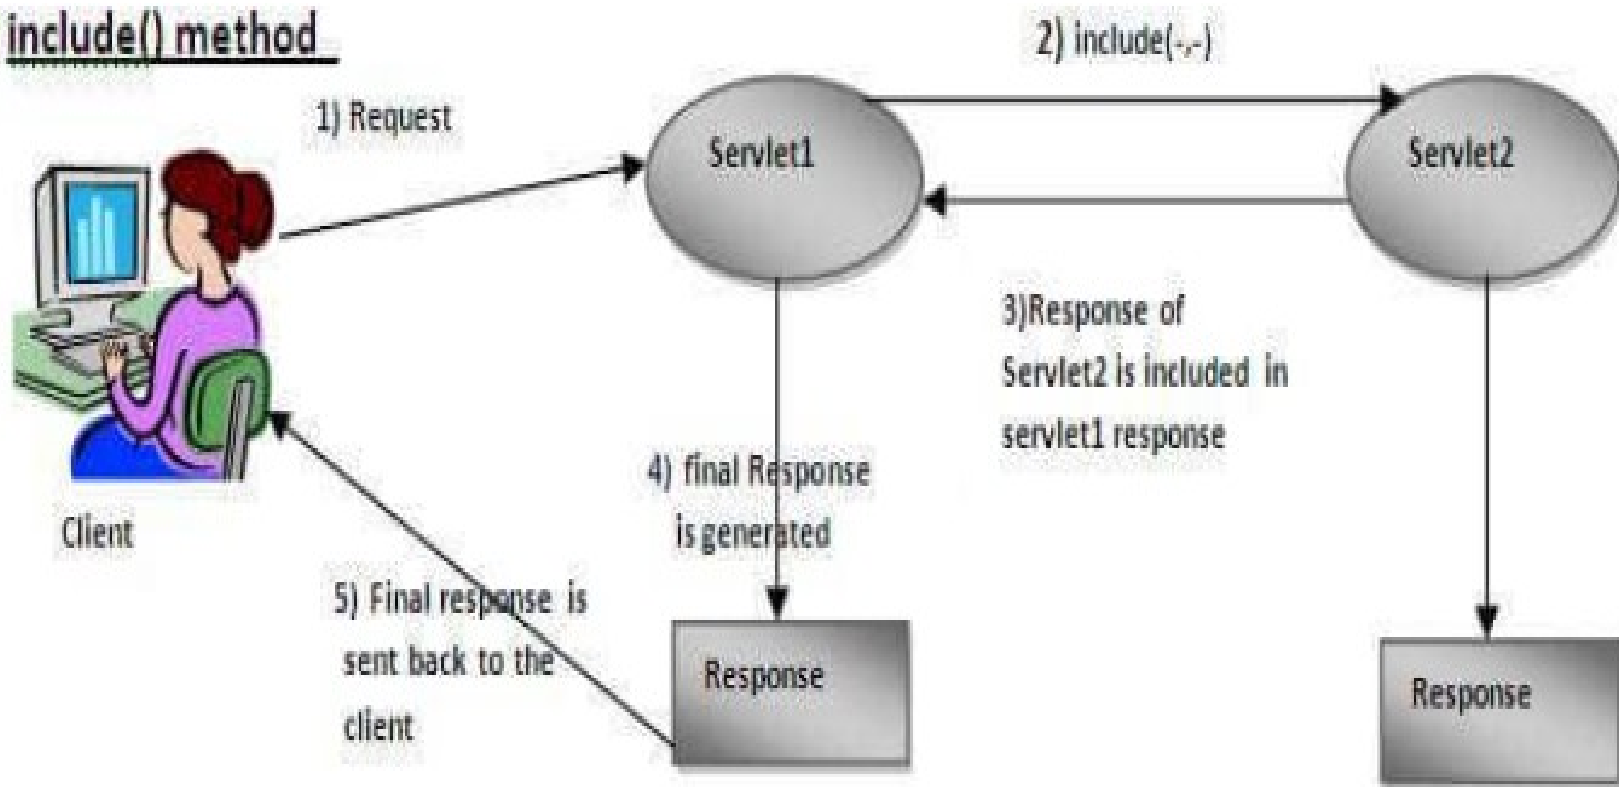 include() method
1) Request
2) include(-,-)
Servlet1
Servlet2
3)Response of
Servlet2 is included in
servlet1 response
4) final Response
is generated
Client
5) Final response is
sent back to the
client
Response
Response